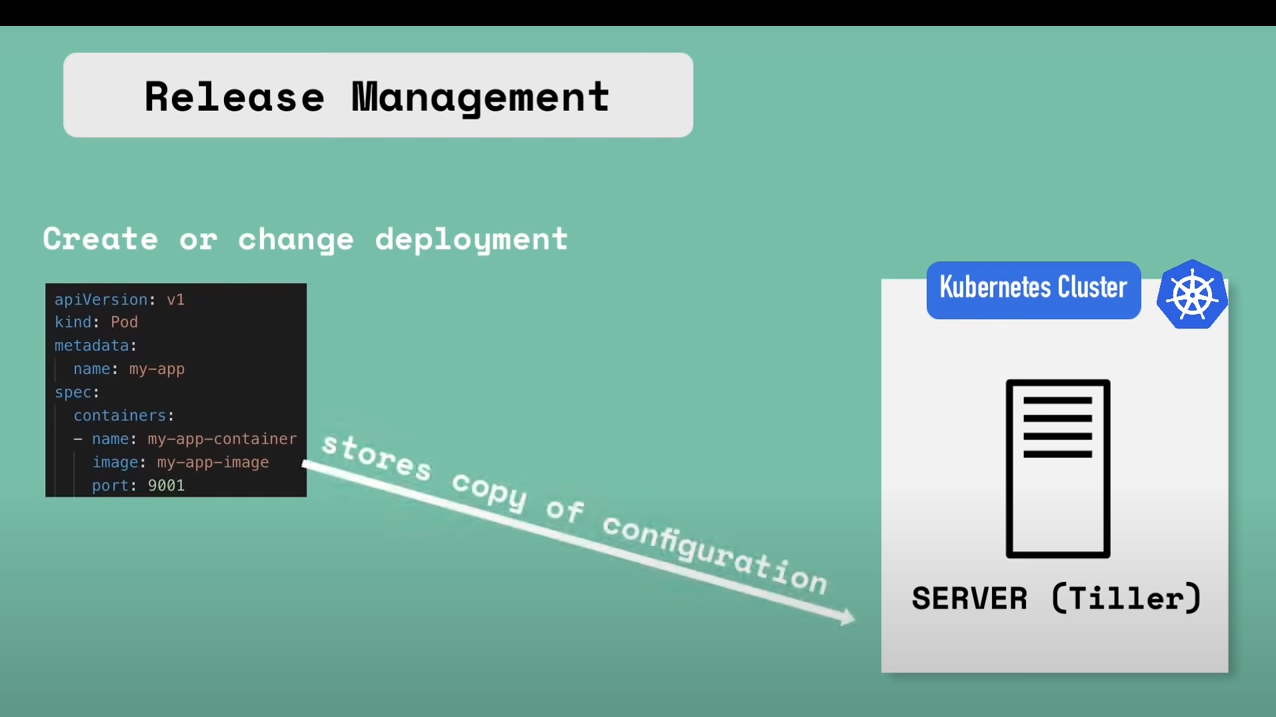 Release Management
Create or change deployment
apiVersion: v1
kind: Pod
metadata:
  name: my-app
spec:
  containers:
  - name: my-app-container
    image: my-app-image
    port: 9001
stores copy of configuration
Kubernetes Cluster
SERVER (Tiller)